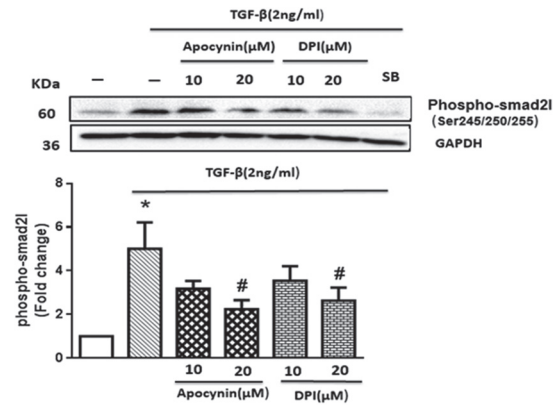 TGF-β(2ng/ml)
Apocynin(μM) DPI(μM)
KDa – – 10 20 10 20 SB
60 Phospho-smad2l
(Ser245/250/255)
36 GAPDH
TGF-β(2ng/ml)
phospho-smad2l
(Fold change)
8
6
4
2
0
* # #
10 20 10 20
Apocynin(μM) DPI(μM)